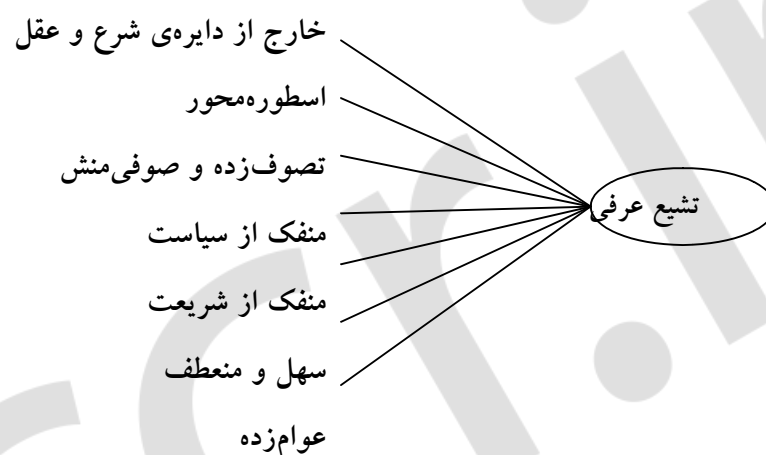 خارج از دایره‌ی شرع و عقل
اسطوره‌محور
تصوف‌زده و صوفی‌منش
تشیع عرفی
منفک از سیاست
منفک از شریعت
سهل و منعطف
عوام‌زده